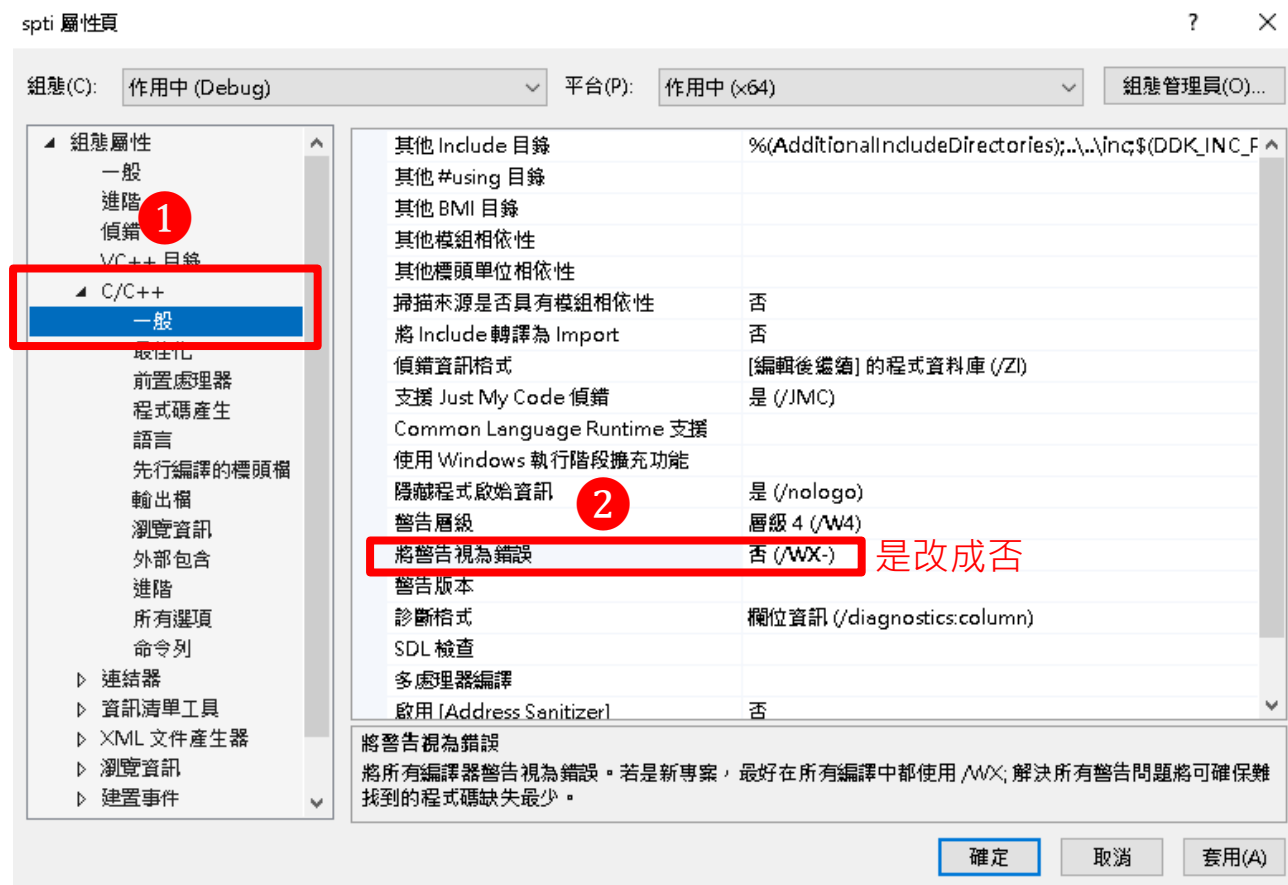 spti 屬性頁
? ×
組態(C): 作用中 (Debug) 平台(P): 作用中 (x64) 組態管理員(O)...
組態屬性
一般
進階
偵錯
VC++ 目錄
C/C++
一般
最佳化
前置處理器
程式碼產生
語言
先行編譯的標頭檔
輸出檔
瀏覽資訊
外部包含
進階
所有選項
命令列
連結器
資訊清單工具
XML 文件產生器
瀏覽資訊
建置事件
1
其他 Include 目錄 %(AdditionalIncludeDirectories);..\..\inc;$(DDK_INC_P
其他 #using 目錄
其他 BMI 目錄
其他模組相依性
其他標頭單位相依性
掃描來源是否具有模組相依性 否
將 Include 轉譯為 Import 否
偵錯資訊格式 [編輯後繼續] 的程式資料庫 (/ZI)
支援 Just My Code 偵錯 是 (/JMC)
Common Language Runtime 支援
使用 Windows 執行階段擴充功能
隱藏程式啟始資訊 是 (/nologo)
2
警告層級 層級 4 (/W4)
將警告視為錯誤 否 (/WX-) 是改成否
警告版本
診斷格式 欄位資訊 (/diagnostics:column)
SDL 檢查
多處理器編譯
啟用 [Address Sanitizer] 否
將警告視為錯誤
將所有編譯器警告視為錯誤。若是新專案，最好在所有編譯中都使用 /WX; 解決所有警告問題將可確保難
找到的程式碼缺失最少。
確定 取消 套用(A)